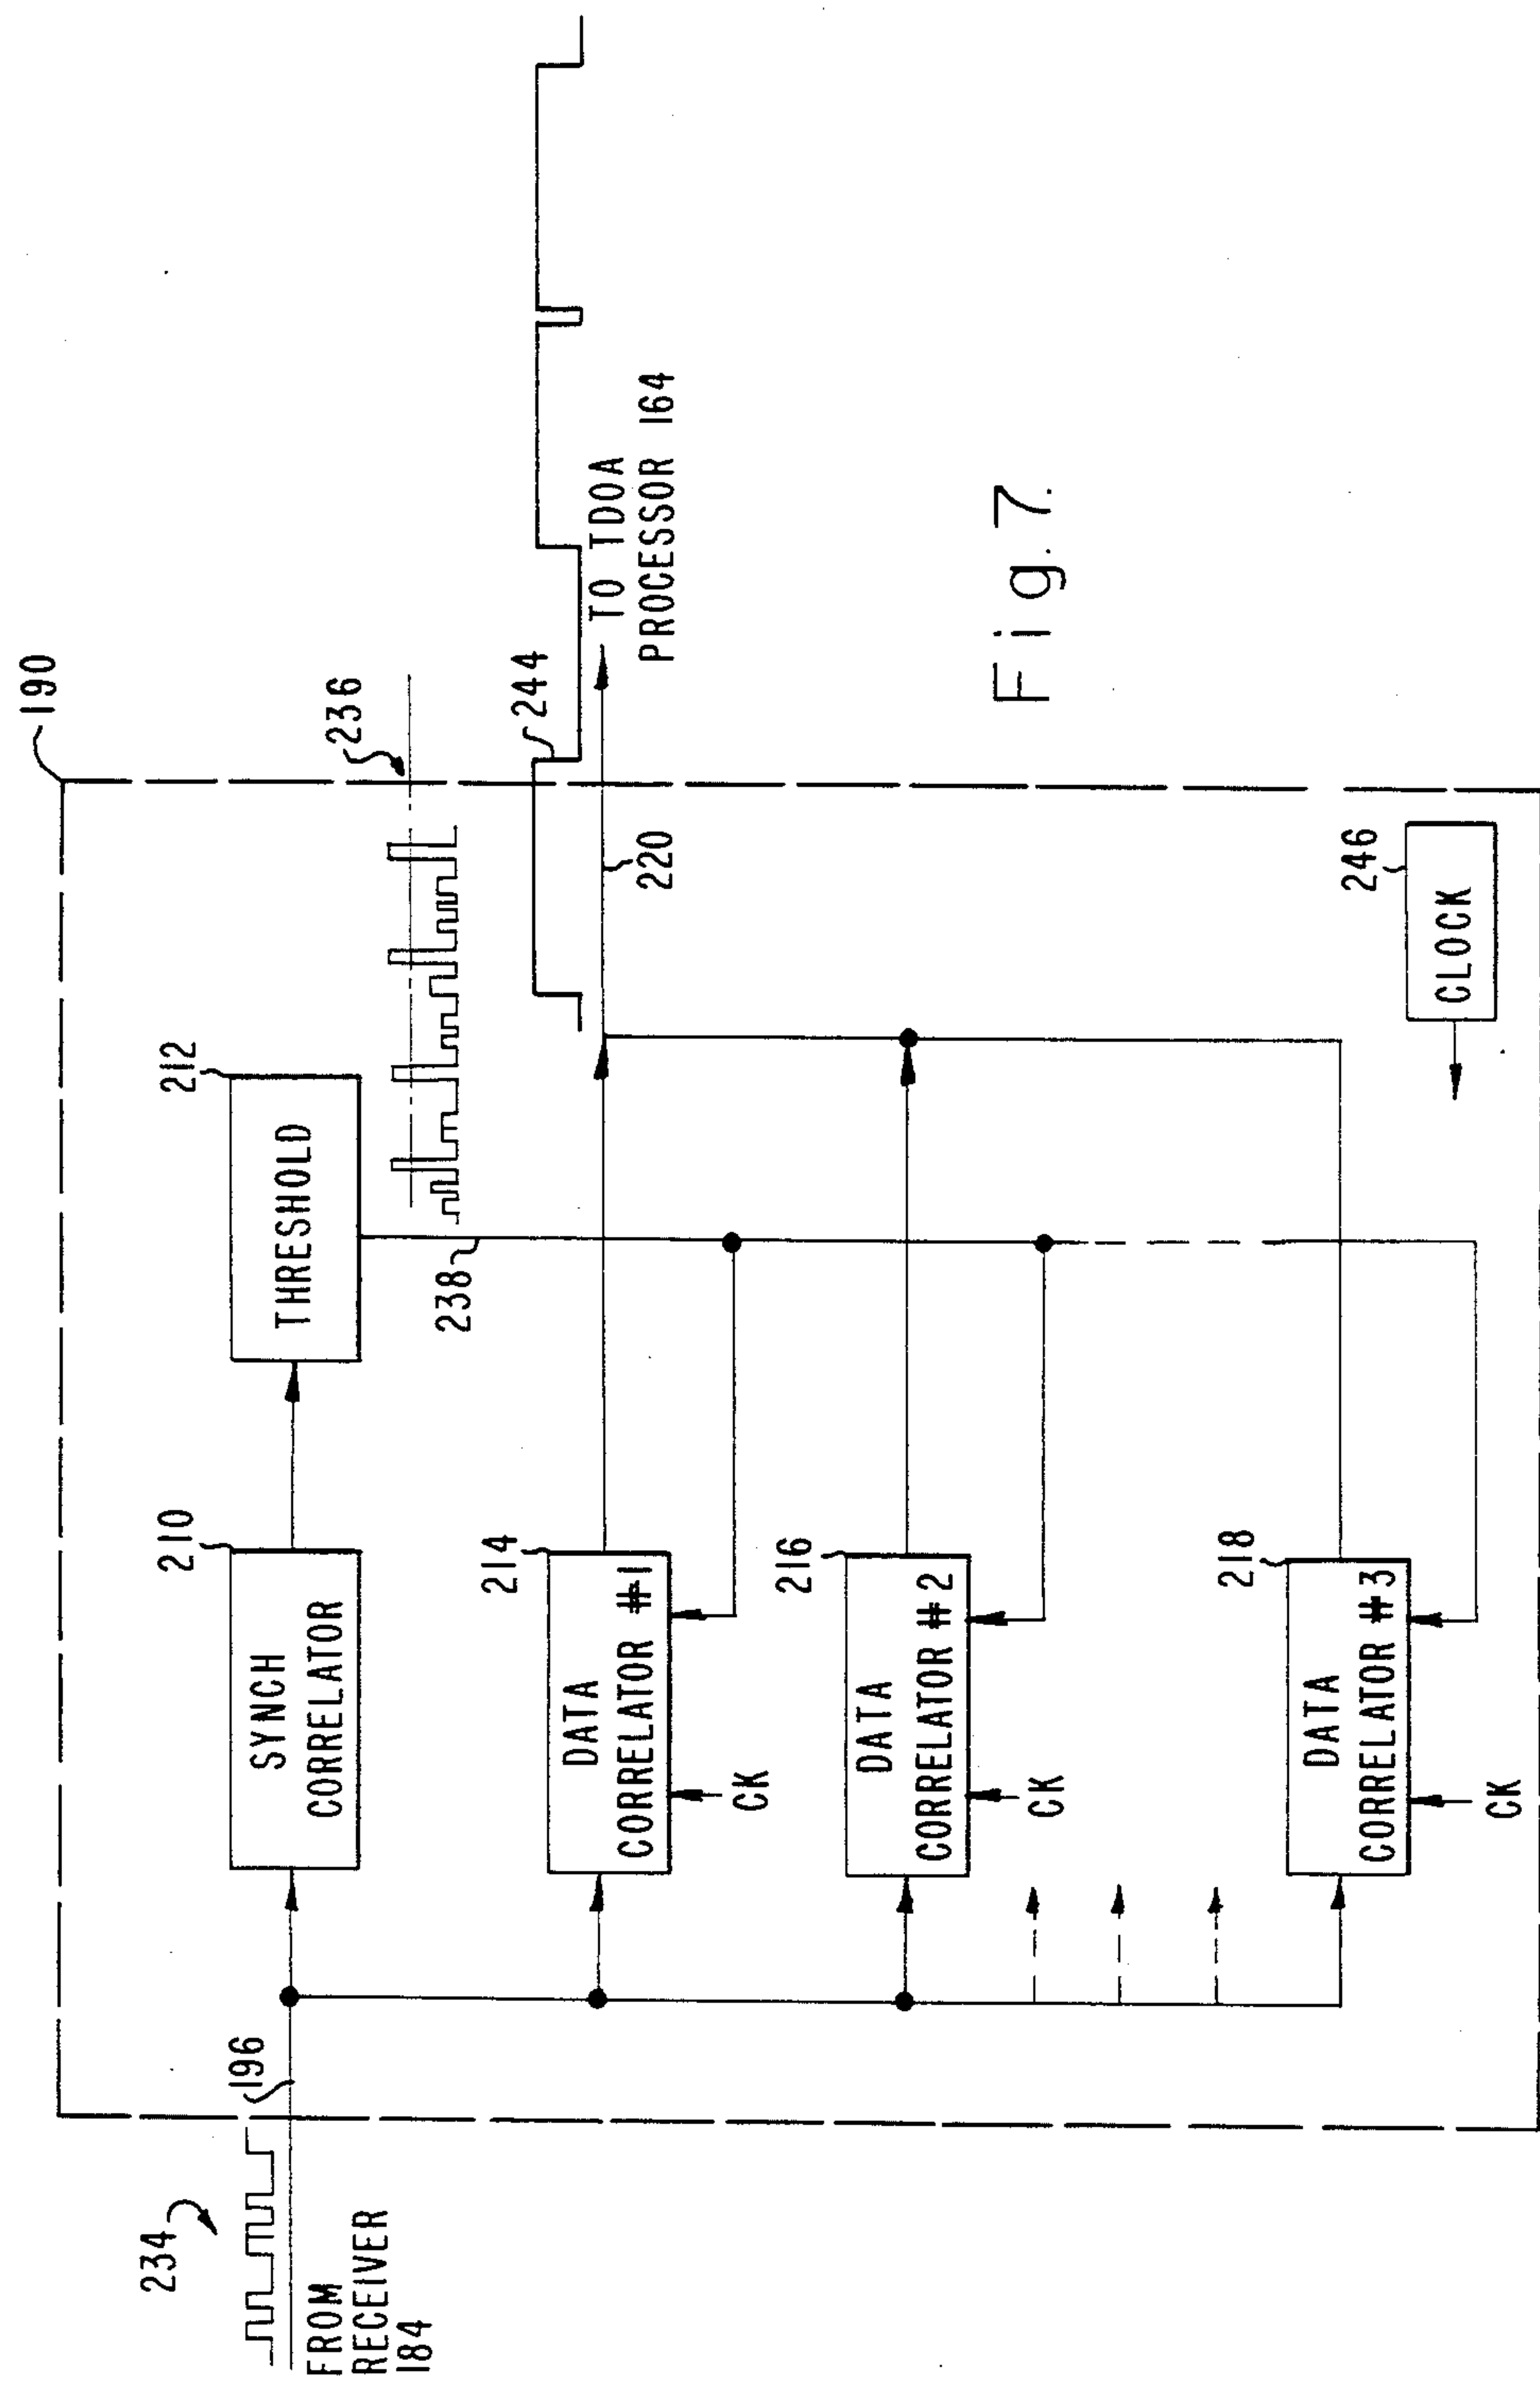 190
234
196
FROM
RECEIVER
184
210
SYNCH
CORRELATOR
212
THRESHOLD
236
238
244
220
TO TDOA
PROCESSOR 164
214
DATA
CORRELATOR #1
CK
216
DATA
CORRELATOR #2
CK
218
DATA
CORRELATOR #3
CK
246
CLOCK
Fig. 7.